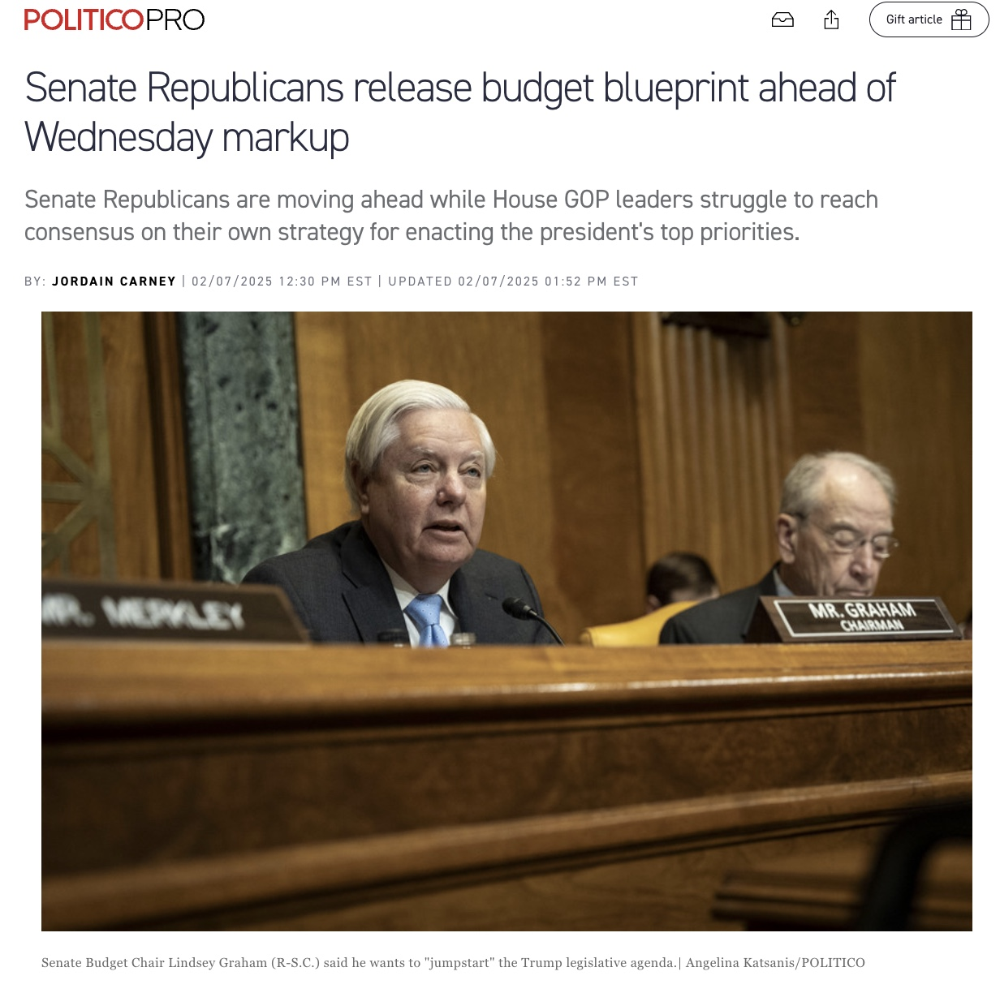 POLITICOPRO
Gift article
Senate Republicans release budget blueprint ahead of
Wednesday markup
Senate Republicans are moving ahead while House GOP leaders struggle to reach
consensus on their own strategy for enacting the president's top priorities.
BY: JORDAIN CARNEY | 02/07/2025 12:30 PM EST | UPDATED 02/07/2025 01:52 PM EST
MR. MERKLEY
MR. GRAHAM
CHAIRMAN
Senate Budget Chair Lindsey Graham (R-S.C.) said he wants to "jumpstart" the Trump legislative agenda.| Angelina Katsanis/POLITICO